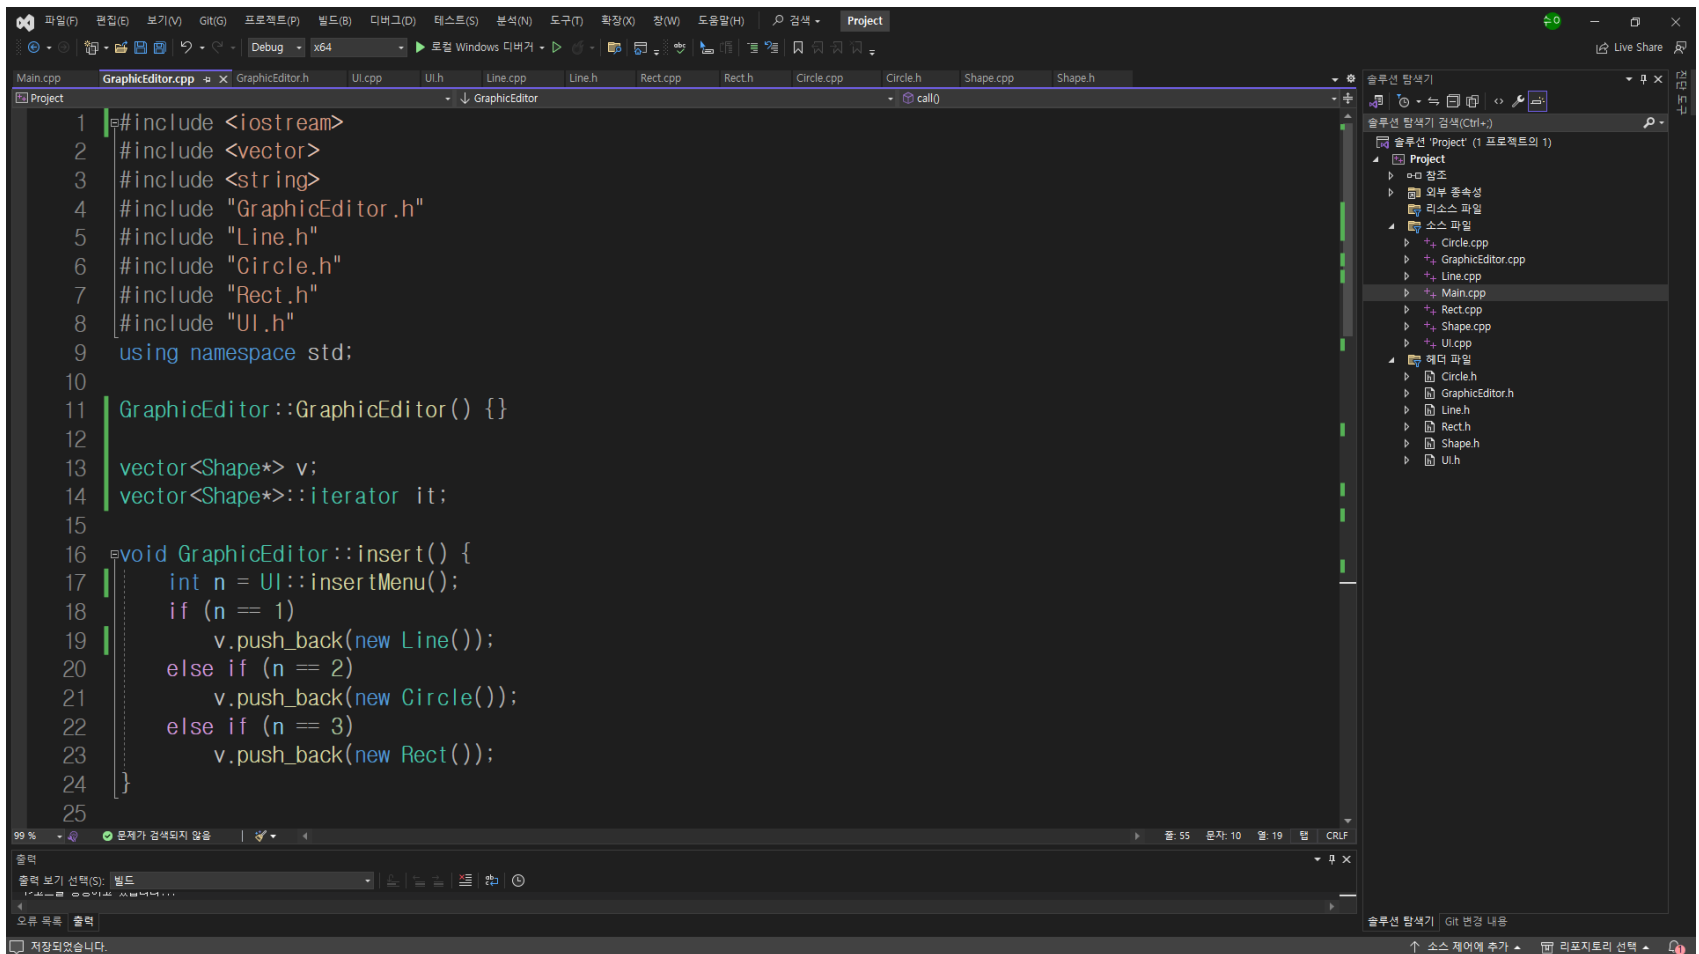 파일(F) 편집(E) 보기(V) Git(G) 프로젝트(P) 빌드(B) 디버그(D) 테스트(S) 분석(N) 도구(T) 확장(X) 창(W) 도움말(H) 검색 Project
Debug x64 로컬 Windows 디버거 Live Share
Main.cpp GraphicEditor.cpp GraphicEditor.h UI.cpp UI.h Line.cpp Line.h Rect.cpp Rect.h Circle.cpp Circle.h Shape.cpp Shape.h
Project GraphicEditor call()
1 #include <iostream>
2 #include <vector>
3 #include <string>
4 #include "GraphicEditor.h"
5 #include "Line.h"
6 #include "Circle.h"
7 #include "Rect.h"
8 #include "UI.h"
9 using namespace std;
10
11 GraphicEditor::GraphicEditor() {}
12
13 vector<Shape*> v;
14 vector<Shape*>::iterator it;
15
16 void GraphicEditor::insert() {
17 int n = UI::insertMenu();
18 if (n == 1)
19 v.push_back(new Line());
20 else if (n == 2)
21 v.push_back(new Circle());
22 else if (n == 3)
23 v.push_back(new Rect());
24 }
25
99 % 문제가 검색되지 않음 줄: 55 문자: 10 열: 19 탭 CRLF
출력
출력 보기 선택(S): 빌드
오류 목록 출력
저장되었습니다.
솔루션 탐색기
솔루션 탐색기 검색(Ctrl+;)
솔루션 'Project' (1 프로젝트의 1)
Project
참조
외부 종속성
리소스 파일
소스 파일
Circle.cpp
GraphicEditor.cpp
Line.cpp
Main.cpp
Rect.cpp
Shape.cpp
UI.cpp
헤더 파일
Circle.h
GraphicEditor.h
Line.h
Rect.h
Shape.h
UI.h
솔루션 탐색기 Git 변경 내용
소스 제어에 추가 리포지토리 선택
진단 도구